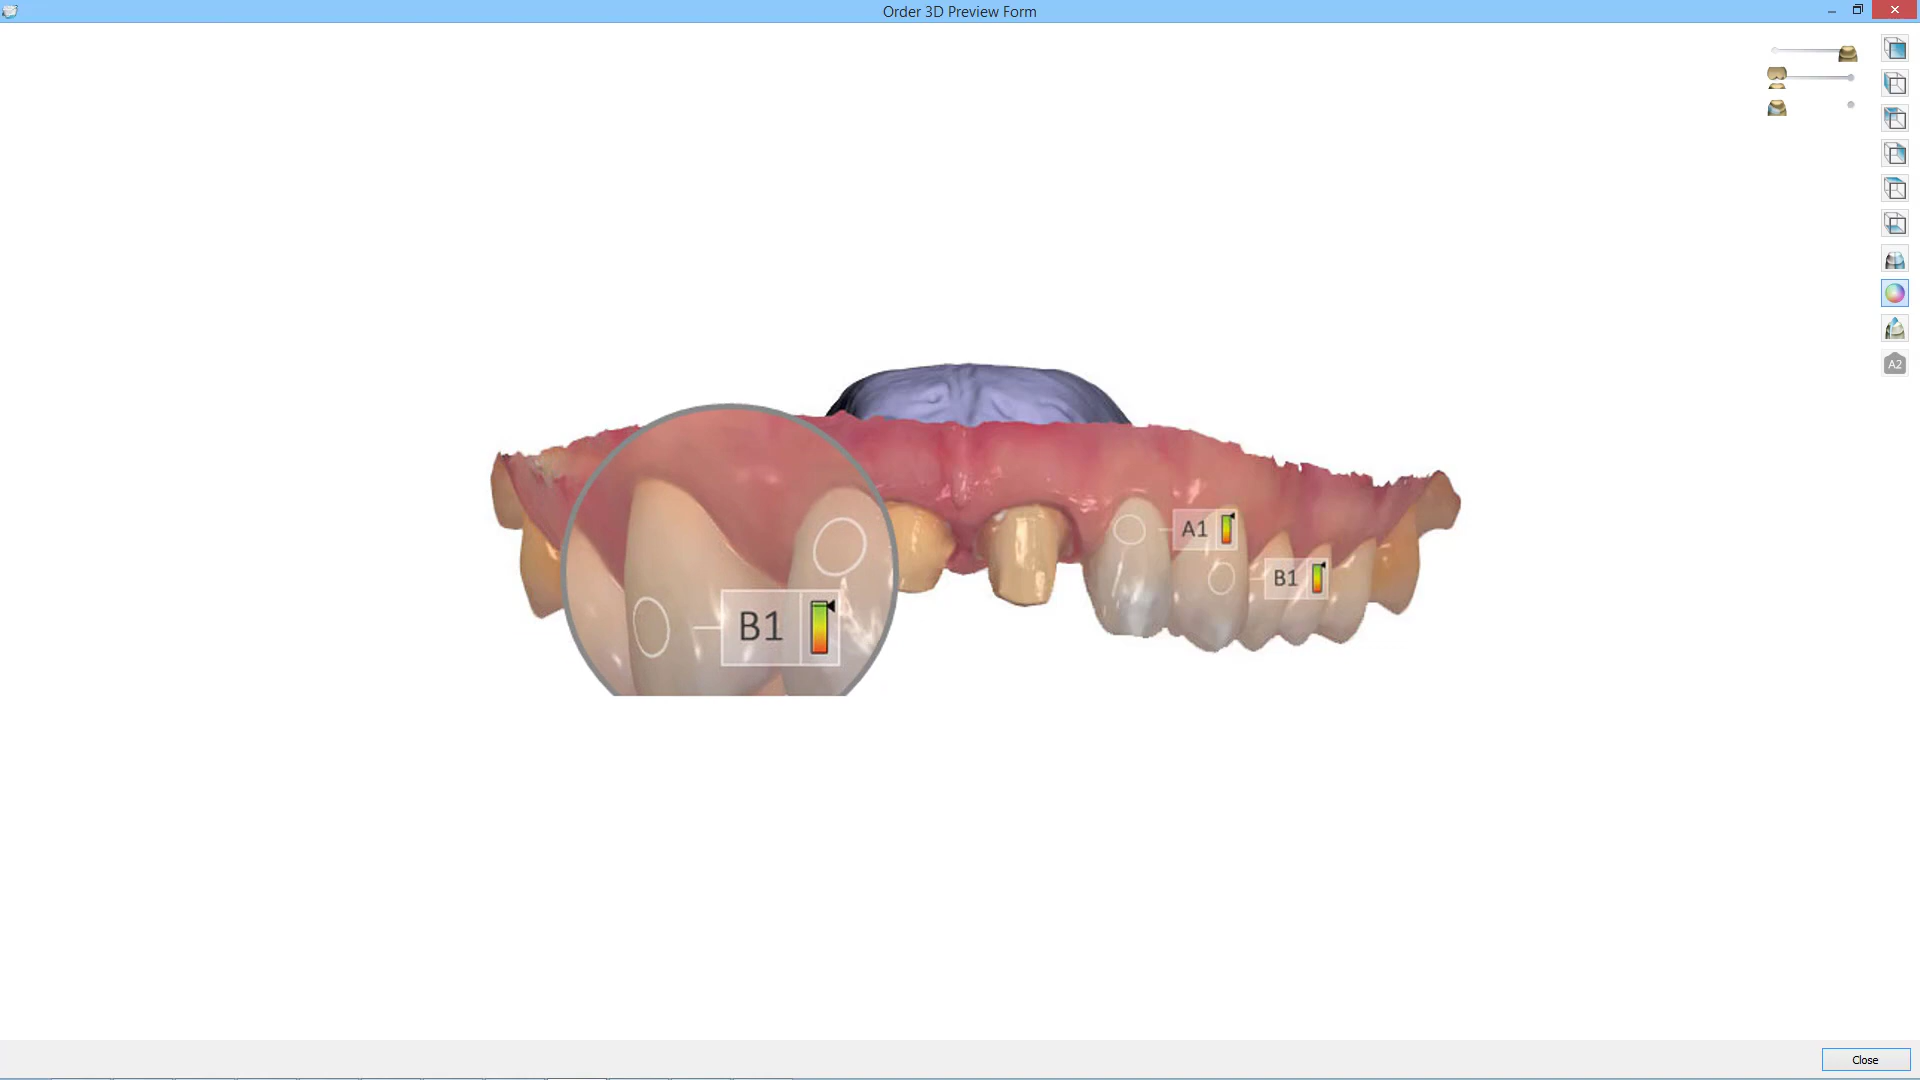 Order 3D Preview Form
A2
A1
B1
B1
Close